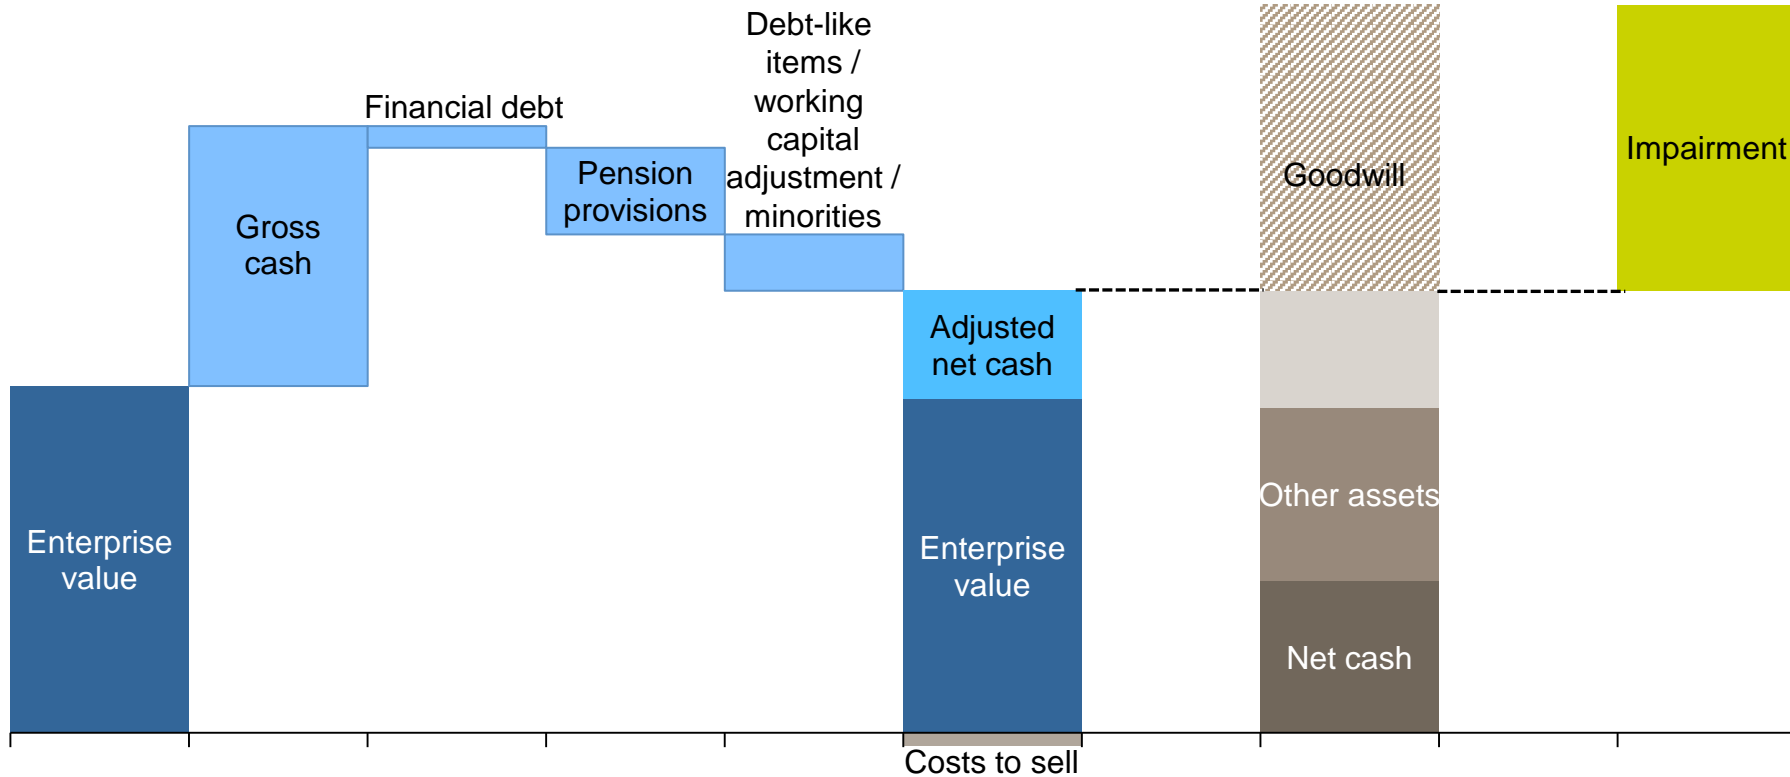 Debt-like
items /
working
capital
adjustment /
minorities
Financial debt
Pension
provisions
Gross
cash
Enterprise
value
Adjusted
net cash
Enterprise
value
Costs to sell
Goodwill
Other assets
Net cash
Impairment